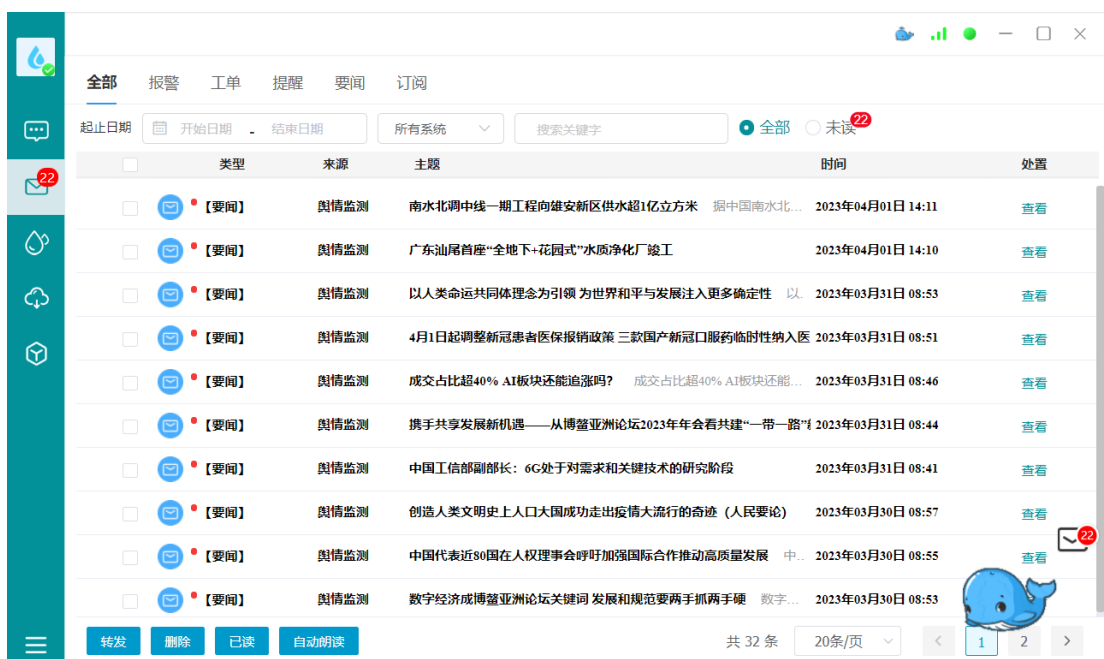 全部 报警 工单 提醒 要闻 订阅
起止日期 开始日期 - 结束日期 所有系统 搜索关键字 全部 未读 22
类型 来源 主题 时间 处置
22
【要闻】 舆情监测 南水北调中线一期工程向雄安新区供水超1亿立方米 据中国南水北... 2023年04月01日 14:11 查看
【要闻】 舆情监测 广东汕尾首座“全地下+花园式”水质净化厂竣工 2023年04月01日 14:10 查看
【要闻】 舆情监测 以人类命运共同体理念为引领 为世界和平与发展注入更多确定性 以.. 2023年03月31日 08:53 查看
【要闻】 舆情监测 4月1日起调整新冠患者医保报销政策 三款国产新冠口服药临时性纳入医 2023年03月31日 08:51 查看
【要闻】 舆情监测 成交占比超40% AI板块还能追涨吗? 成交占比超40% AI板块还能... 2023年03月31日 08:46 查看
【要闻】 舆情监测 携手共享发展新机遇——从博鳌亚洲论坛2023年年会看共建“一带一路” 2023年03月31日 08:44 查看
【要闻】 舆情监测 中国工信部副部长：6G处于对需求和关键技术的研究阶段 2023年03月31日 08:41 查看
【要闻】 舆情监测 创造人类文明史上人口大国成功走出疫情大流行的奇迹（人民要论） 2023年03月30日 08:57 查看
22
【要闻】 舆情监测 中国代表近80国在人权理事会呼吁加强国际合作推动高质量发展 中.. 2023年03月30日 08:55 查看
【要闻】 舆情监测 数字经济成博鳌亚洲论坛关键词 发展和规范要两手抓两手硬 数字... 2023年03月30日 08:53
转发 删除 已读 自动朗读 共 32 条 20条/页 < 1 2 >